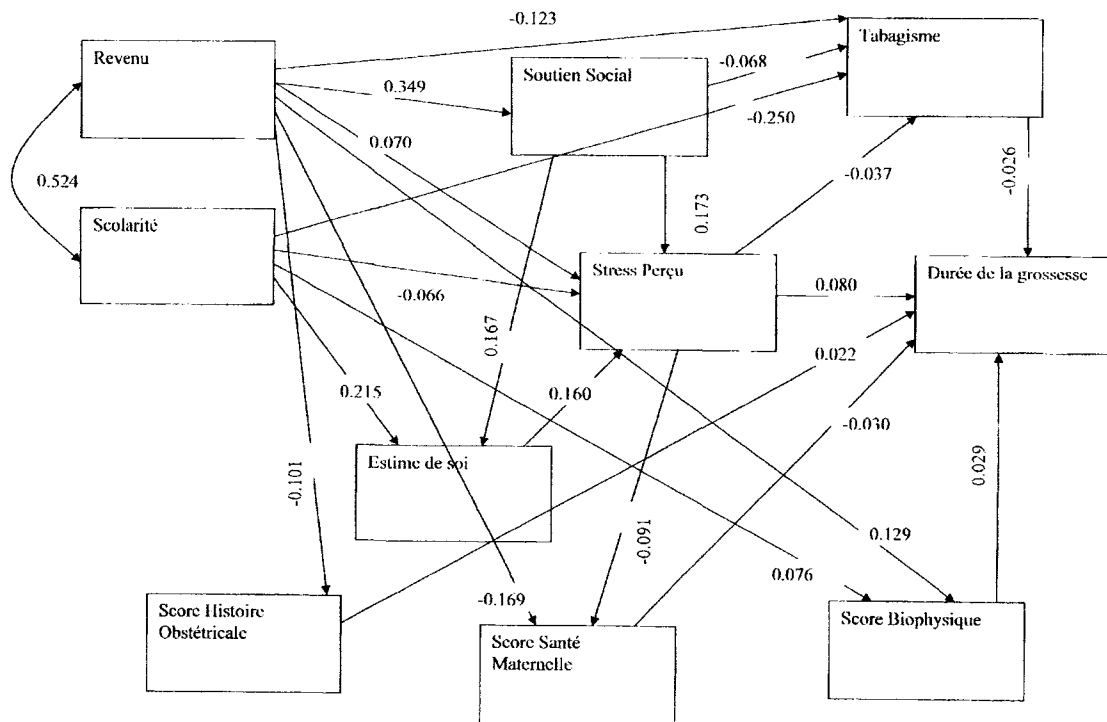 -0.123
Tabagisme
Revenu
Soutien Social
-0.068
0.349
-0.250
0.070
-0.037
-0.026
0.524
0.173
Scolarité
Stress Perçu
Durée de la grossesse
0.080
-0.066
0.167
0.022
0.215
0.160
-0.030
Estime de soi
-0.101
0.029
-0.091
0.129
0.076
-0.169
Score Histoire
Obstétricale
Score Santé
Maternelle
Score Biophysique